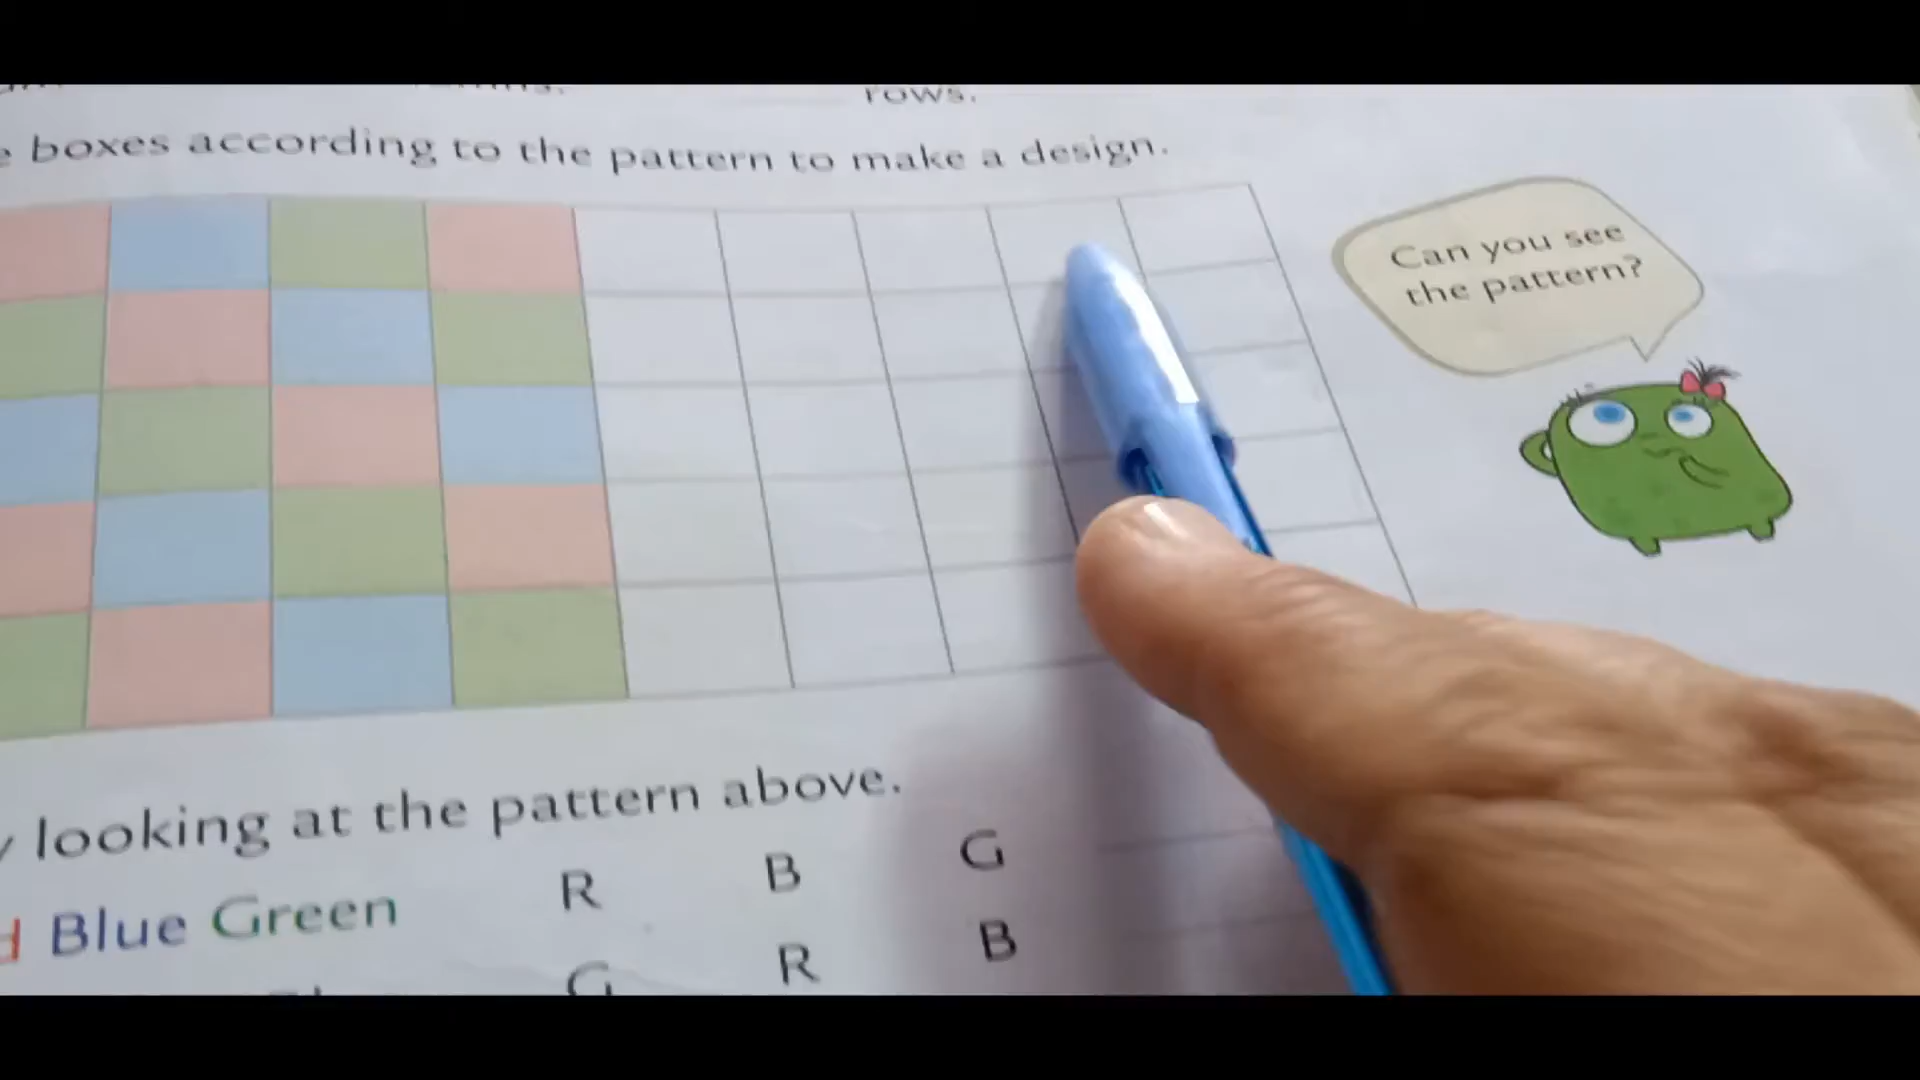 rows.
boxes according to the pattern to make a design.
Can you see
the pattern?
looking at the pattern above.
Blue Green R B G
G R B